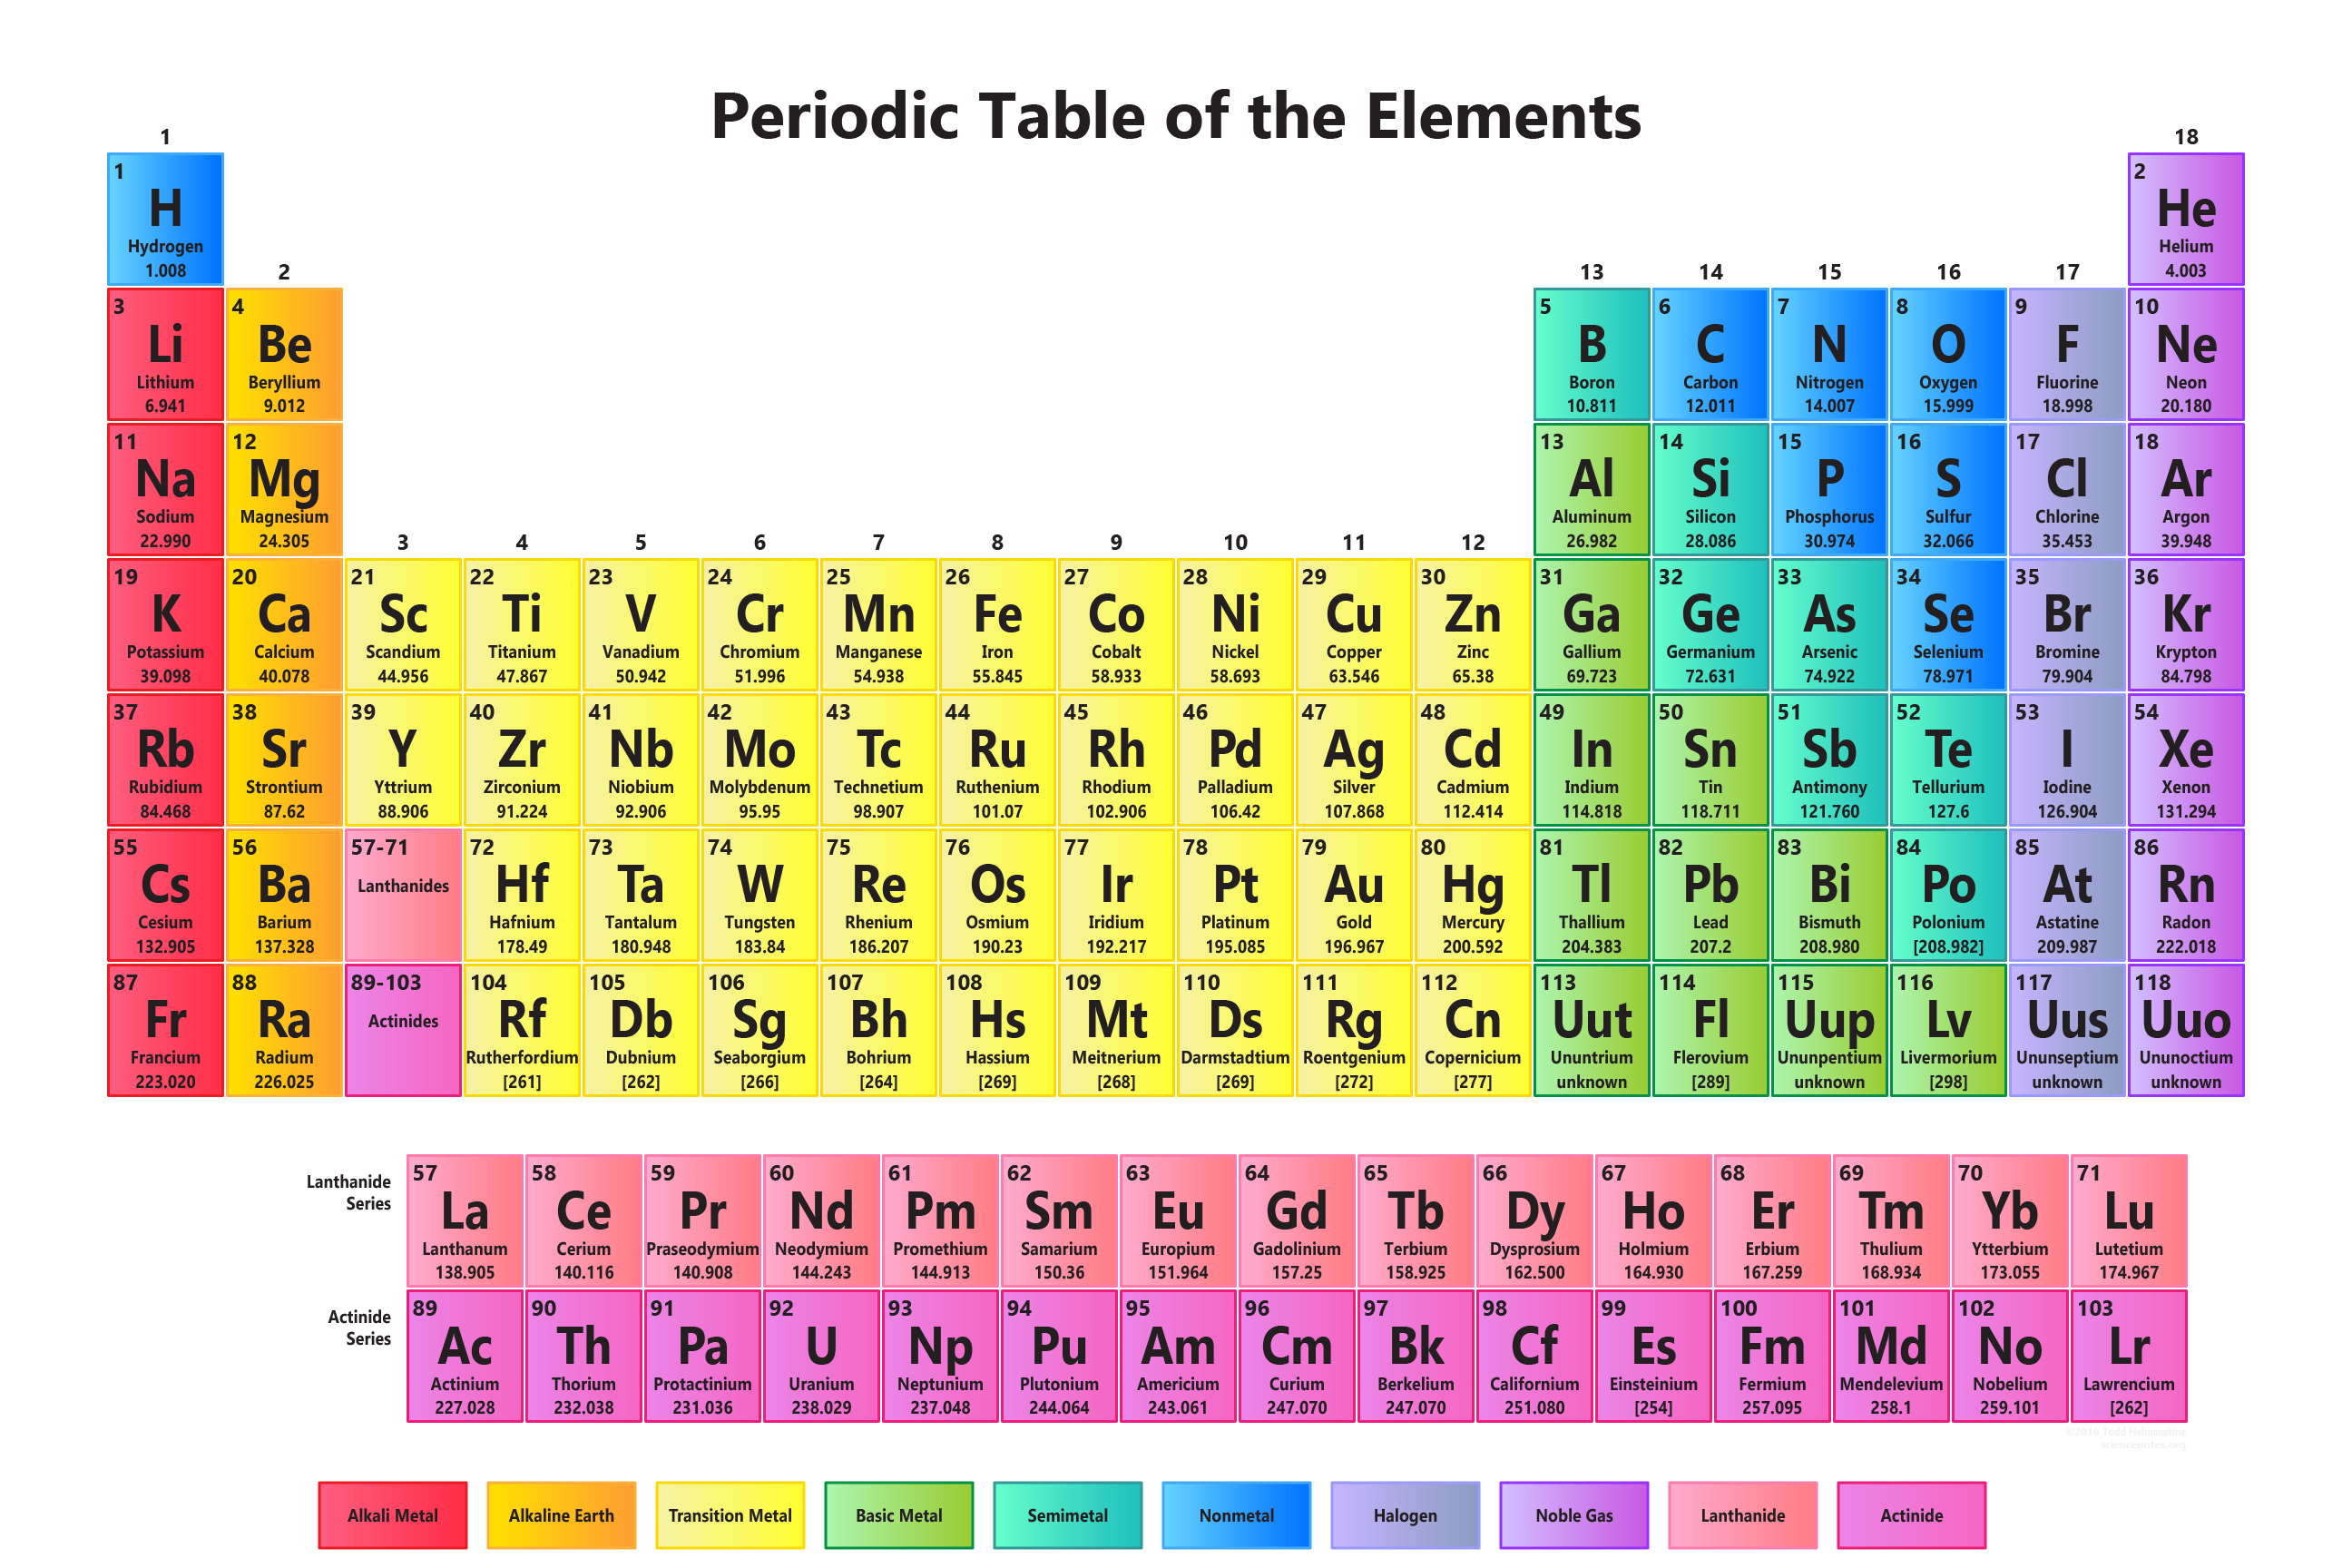 Periodic Table of the Elements
1
18
1
H
Hydrogen
1.008
2
He
Helium
4.003
2
13
14
15
16
17
3
Li
Lithium
6.941
4
Be
Beryllium
9.012
5
B
Boron
10.811
6
C
Carbon
12.011
7
N
Nitrogen
14.007
8
O
Oxygen
15.999
9
F
Fluorine
18.998
10
Ne
Neon
20.180
11
Na
Sodium
22.990
12
Mg
Magnesium
24.305
13
Al
Aluminum
26.982
14
Si
Silicon
28.086
15
P
Phosphorus
30.974
16
S
Sulfur
32.066
17
Cl
Chlorine
35.453
18
Ar
Argon
39.948
3
4
5
6
7
8
9
10
11
12
19
K
Potassium
39.098
20
Ca
Calcium
40.078
21
Sc
Scandium
44.956
22
Ti
Titanium
47.867
23
V
Vanadium
50.942
24
Cr
Chromium
51.996
25
Mn
Manganese
54.938
26
Fe
Iron
55.845
27
Co
Cobalt
58.933
28
Ni
Nickel
58.693
29
Cu
Copper
63.546
30
Zn
Zinc
65.38
31
Ga
Gallium
69.723
32
Ge
Germanium
72.631
33
As
Arsenic
74.922
34
Se
Selenium
78.971
35
Br
Bromine
79.904
36
Kr
Krypton
84.798
37
Rb
Rubidium
84.468
38
Sr
Strontium
87.62
39
Y
Yttrium
88.906
40
Zr
Zirconium
91.224
41
Nb
Niobium
92.906
42
Mo
Molybdenum
95.95
43
Tc
Technetium
98.907
44
Ru
Ruthenium
101.07
45
Rh
Rhodium
102.906
46
Pd
Palladium
106.42
47
Ag
Silver
107.868
48
Cd
Cadmium
112.414
49
In
Indium
114.818
50
Sn
Tin
118.711
51
Sb
Antimony
121.760
52
Te
Tellurium
127.6
53
I
Iodine
126.904
54
Xe
Xenon
131.294
55
Cs
Cesium
132.905
56
Ba
Barium
137.328
57-71
Lanthanides
72
Hf
Hafnium
178.49
73
Ta
Tantalum
180.948
74
W
Tungsten
183.84
75
Re
Rhenium
186.207
76
Os
Osmium
190.23
77
Ir
Iridium
192.217
78
Pt
Platinum
195.085
79
Au
Gold
196.967
80
Hg
Mercury
200.592
81
Tl
Thallium
204.383
82
Pb
Lead
207.2
83
Bi
Bismuth
208.980
84
Po
Polonium
[208.982]
85
At
Astatine
209.987
86
Rn
Radon
222.018
87
Fr
Francium
223.020
88
Ra
Radium
226.025
89-103
Actinides
104
Rf
Rutherfordium
[261]
105
Db
Dubnium
[262]
106
Sg
Seaborgium
[266]
107
Bh
Bohrium
[264]
108
Hs
Hassium
[269]
109
Mt
Meitnerium
[268]
110
Ds
Darmstadtium
[269]
111
Rg
Roentgenium
[272]
112
Cn
Copernicium
[277]
113
Uut
Ununtrium
unknown
114
Fl
Flerovium
[289]
115
Uup
Ununpentium
unknown
116
Lv
Livermorium
[298]
117
Uus
Ununseptium
unknown
118
Uuo
Ununoctium
unknown
Lanthanide
Series
57
La
Lanthanum
138.905
58
Ce
Cerium
140.116
59
Pr
Praseodymium
140.908
60
Nd
Neodymium
144.243
61
Pm
Promethium
144.913
62
Sm
Samarium
150.36
63
Eu
Europium
151.964
64
Gd
Gadolinium
157.25
65
Tb
Terbium
158.925
66
Dy
Dysprosium
162.500
67
Ho
Holmium
164.930
68
Er
Erbium
167.259
69
Tm
Thulium
168.934
70
Yb
Ytterbium
173.055
71
Lu
Lutetium
174.967
Actinide
Series
89
Ac
Actinium
227.028
90
Th
Thorium
232.038
91
Pa
Protactinium
231.036
92
U
Uranium
238.029
93
Np
Neptunium
237.048
94
Pu
Plutonium
244.064
95
Am
Americium
243.061
96
Cm
Curium
247.070
97
Bk
Berkelium
247.070
98
Cf
Californium
251.080
99
Es
Einsteinium
[254]
100
Fm
Fermium
257.095
101
Md
Mendelevium
258.1
102
No
Nobelium
259.101
103
Lr
Lawrencium
[262]
©2016 Todd Helmenstine
sciencenotes.org
Alkali Metal
Alkaline Earth
Transition Metal
Basic Metal
Semimetal
Nonmetal
Halogen
Noble Gas
Lanthanide
Actinide